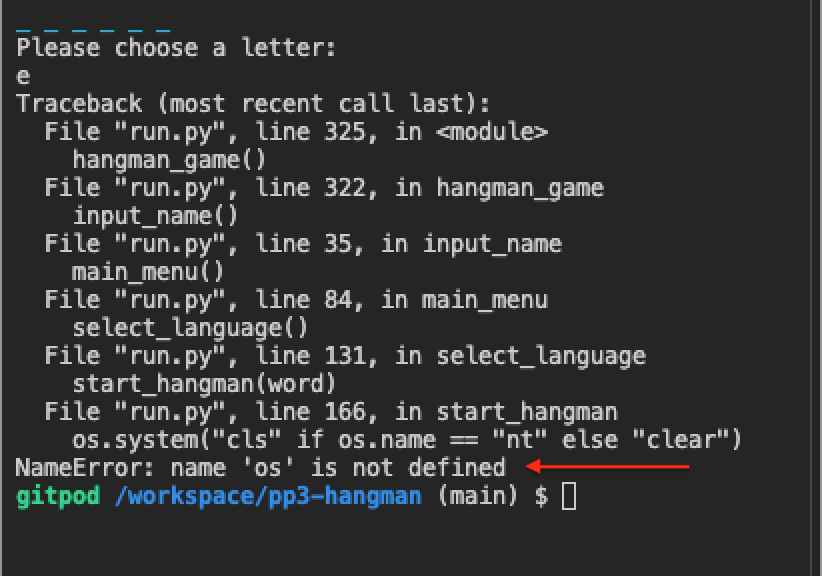 _ _ _ _ _ _
Please choose a letter:
e
Traceback (most recent call last):
  File "run.py", line 325, in <module>
    hangman_game()
  File "run.py", line 322, in hangman_game
    input_name()
  File "run.py", line 35, in input_name
    main_menu()
  File "run.py", line 84, in main_menu
    select_language()
  File "run.py", line 131, in select_language
    start_hangman(word)
  File "run.py", line 166, in start_hangman
    os.system("cls" if os.name == "nt" else "clear")
NameError: name 'os' is not defined
gitpod /workspace/pp3-hangman (main) $